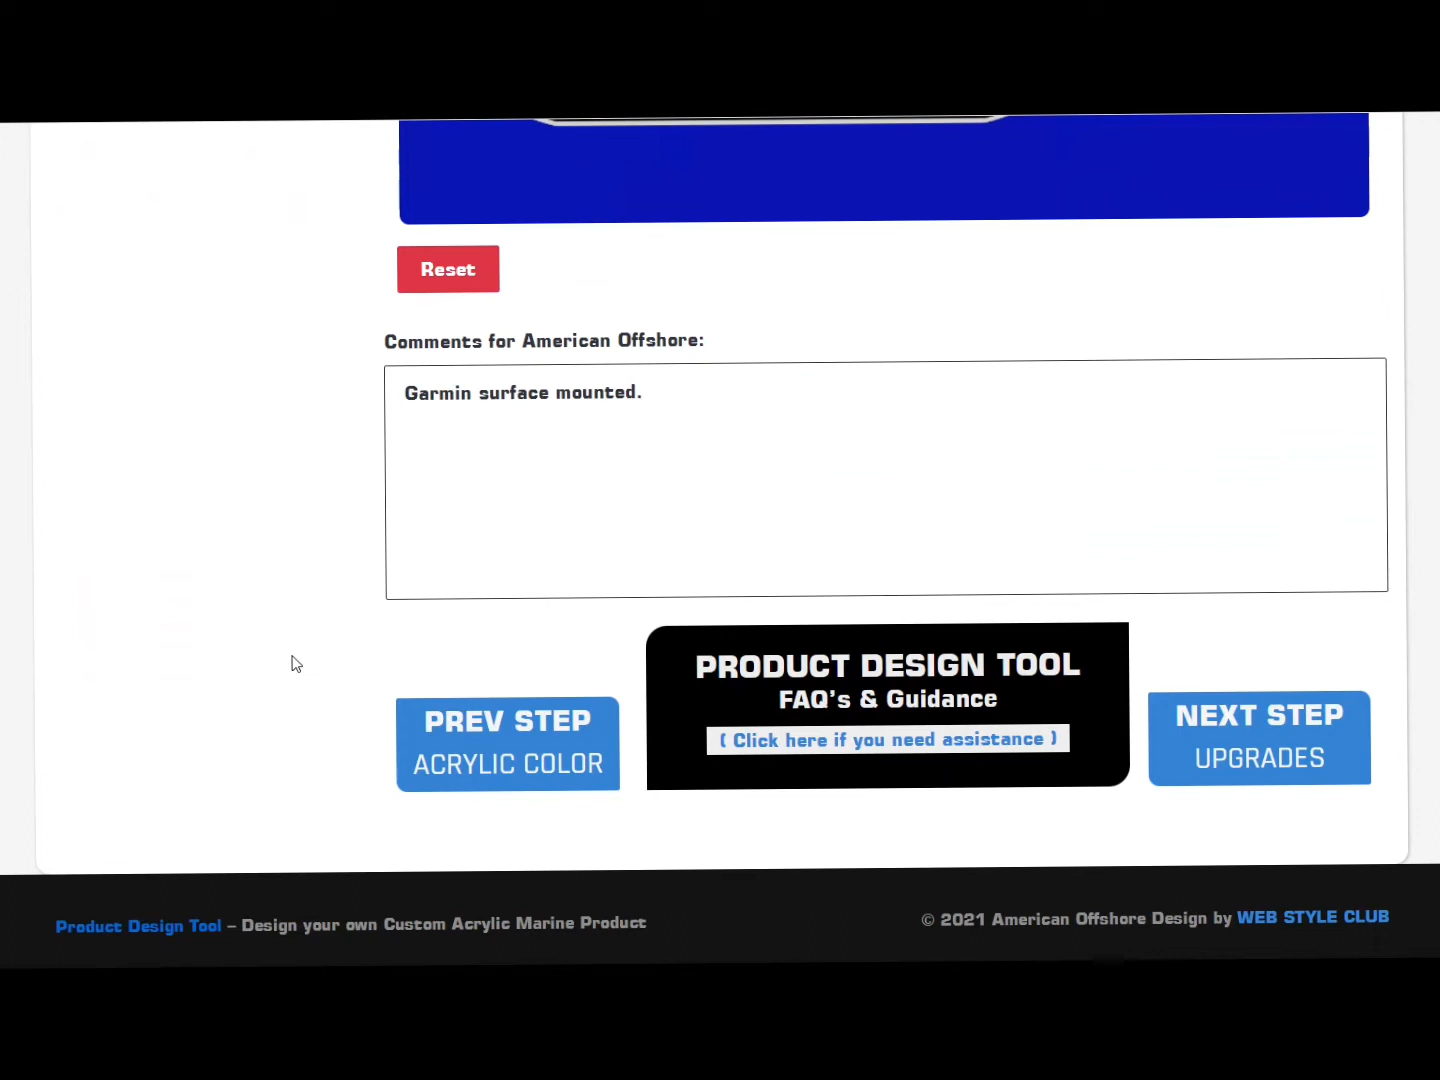 Reset
Comments for American Offshore:
Garmin surface mounted.
PREV STEP
ACRYLIC COLOR
PRODUCT DESIGN TOOL
FAQ's & Guidance
( Click here if you need assistance )
NEXT STEP
UPGRADES
Product Design Tool – Design your own Custom Acrylic Marine Product
© 2021 American Offshore Design by WEB STYLE CLUB